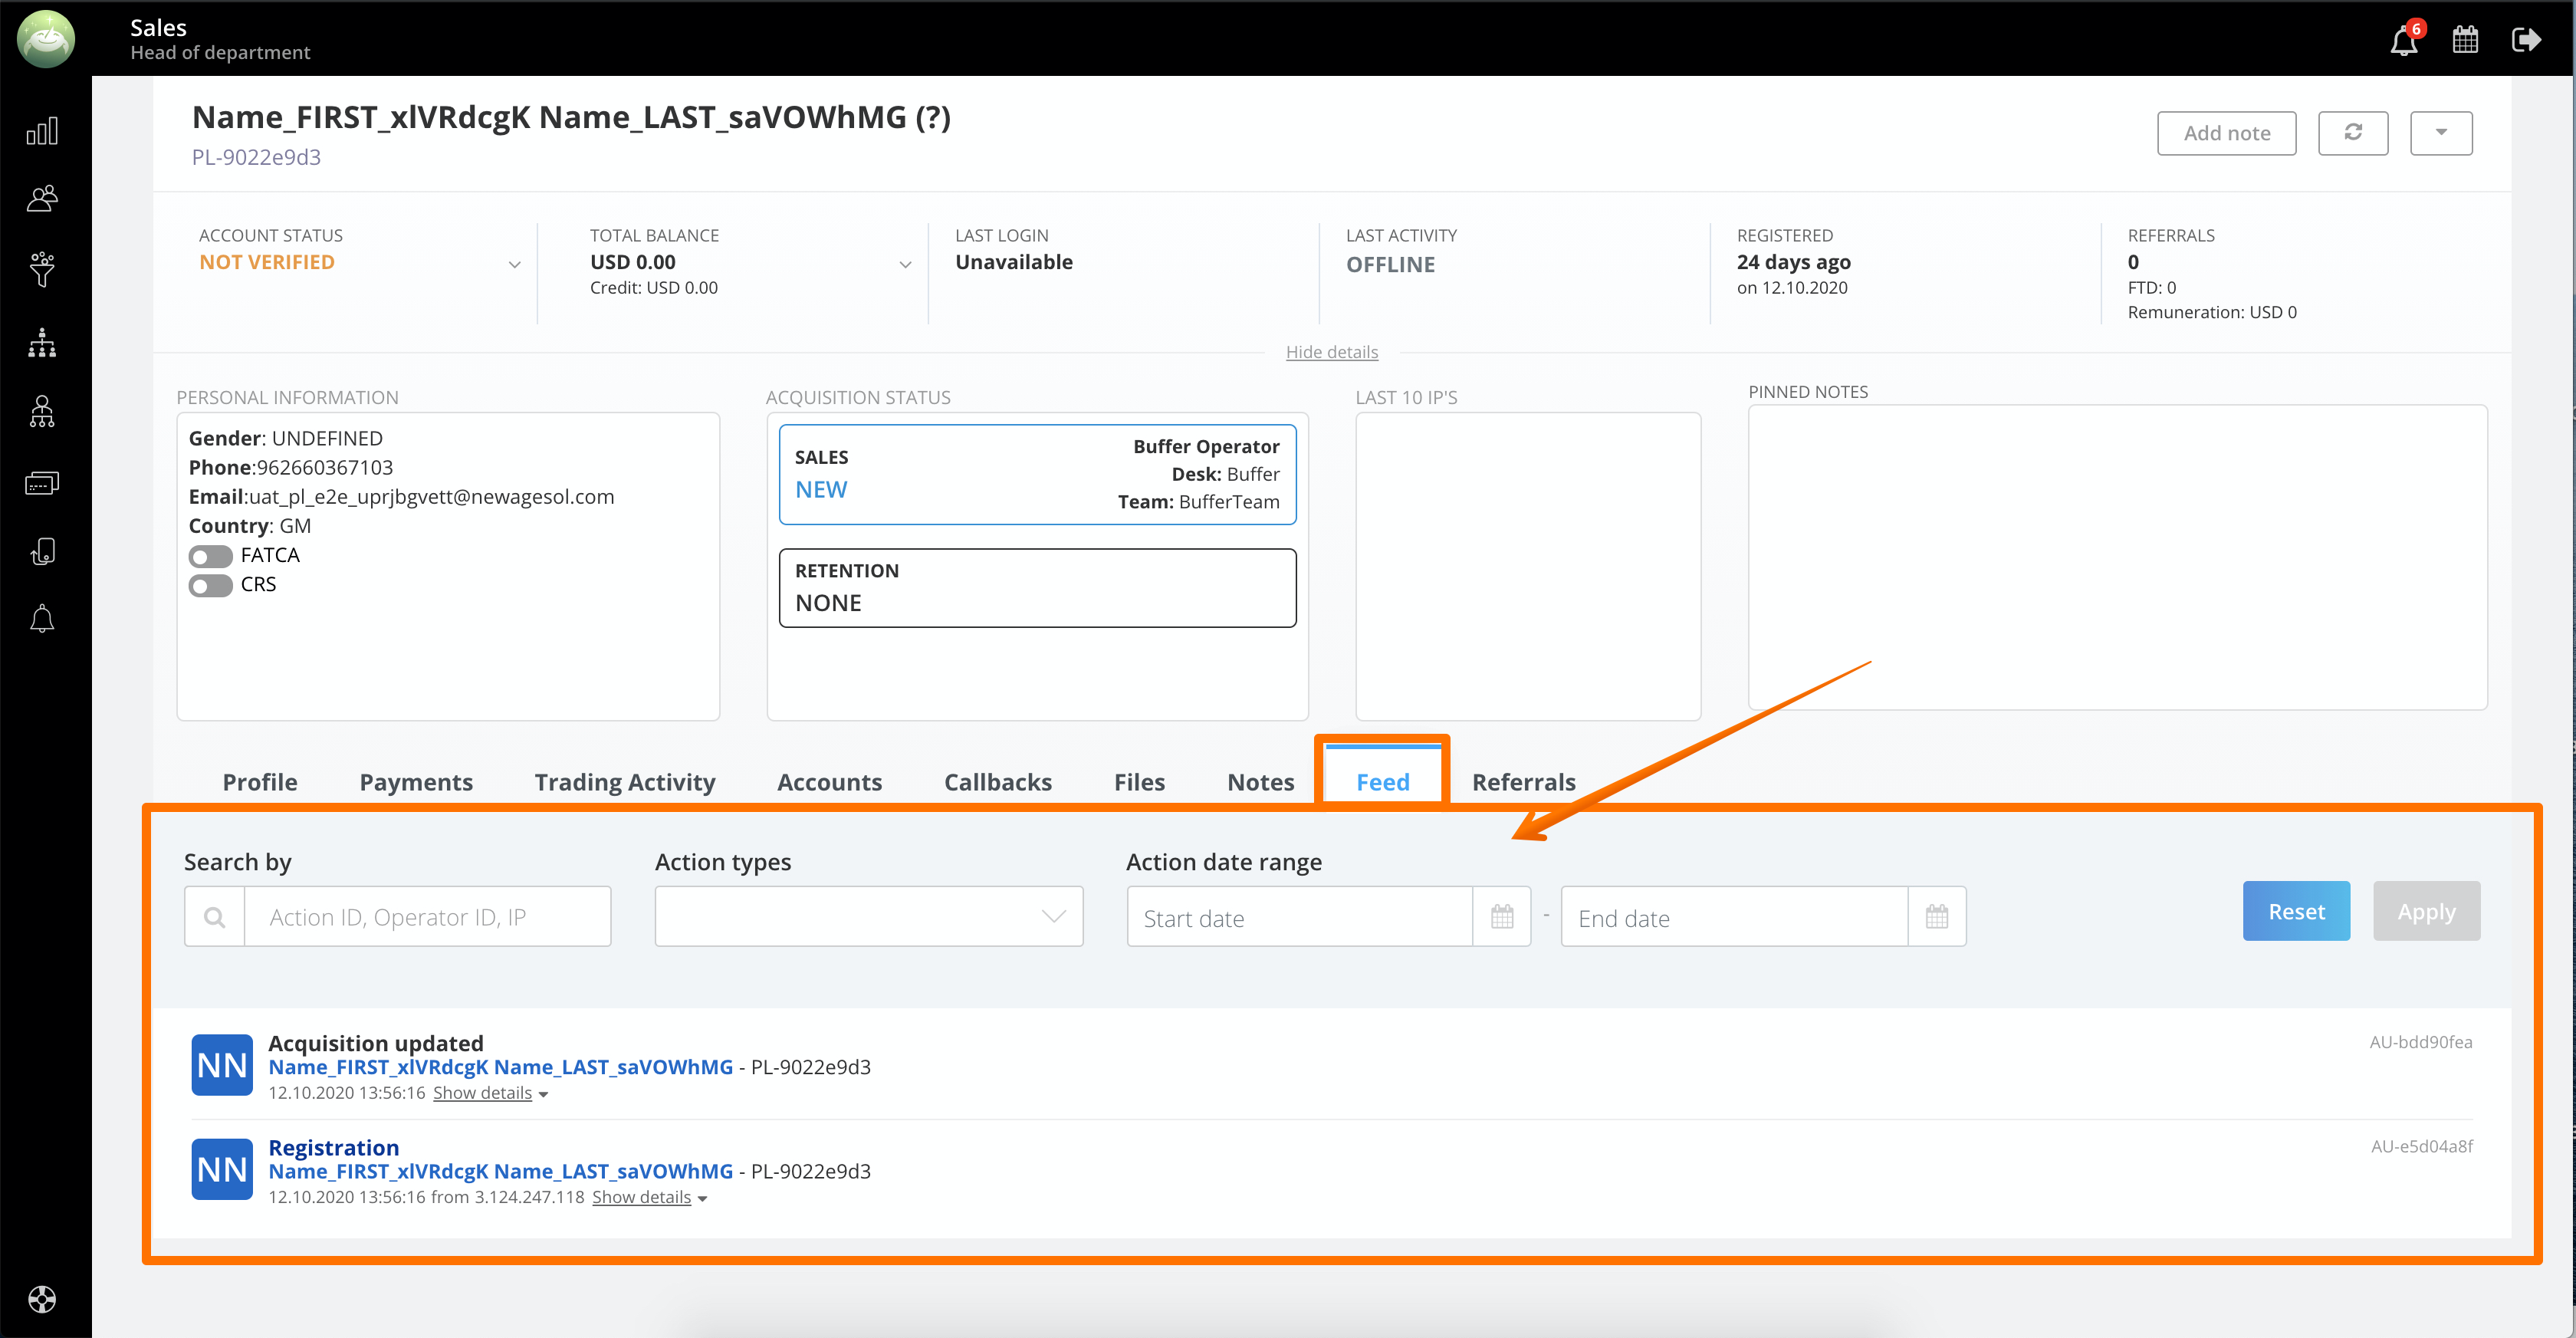 Sales
Head of department
6
Name_FIRST_xlVRdcgK Name_LAST_saVOWhMG (?)
PL-9022e9d3
Add note
ACCOUNT STATUS
NOT VERIFIED
TOTAL BALANCE
USD 0.00
Credit: USD 0.00
LAST LOGIN
Unavailable
LAST ACTIVITY
OFFLINE
REGISTERED
24 days ago
on 12.10.2020
REFERRALS
0
FTD: 0
Remuneration: USD 0
Hide details
PERSONAL INFORMATION
Gender: UNDEFINED
Phone:962660367103
Email:uat_pl_e2e_uprjbgvett@newagesol.com
Country: GM
FATCA
CRS
ACQUISITION STATUS
SALES
NEW
Buffer Operator
Desk: Buffer
Team: BufferTeam
RETENTION
NONE
LAST 10 IP'S
PINNED NOTES
Profile Payments Trading Activity Accounts Callbacks Files Notes Feed Referrals
Search by
Action ID, Operator ID, IP
Action types
Action date range
Start date - End date
Reset
Apply
NN
Acquisition updated
Name_FIRST_xlVRdcgK Name_LAST_saVOWhMG - PL-9022e9d3
12.10.2020 13:56:16 Show details
AU-bdd90fea
NN
Registration
Name_FIRST_xlVRdcgK Name_LAST_saVOWhMG - PL-9022e9d3
12.10.2020 13:56:16 from 3.124.247.118 Show details
AU-e5d04a8f